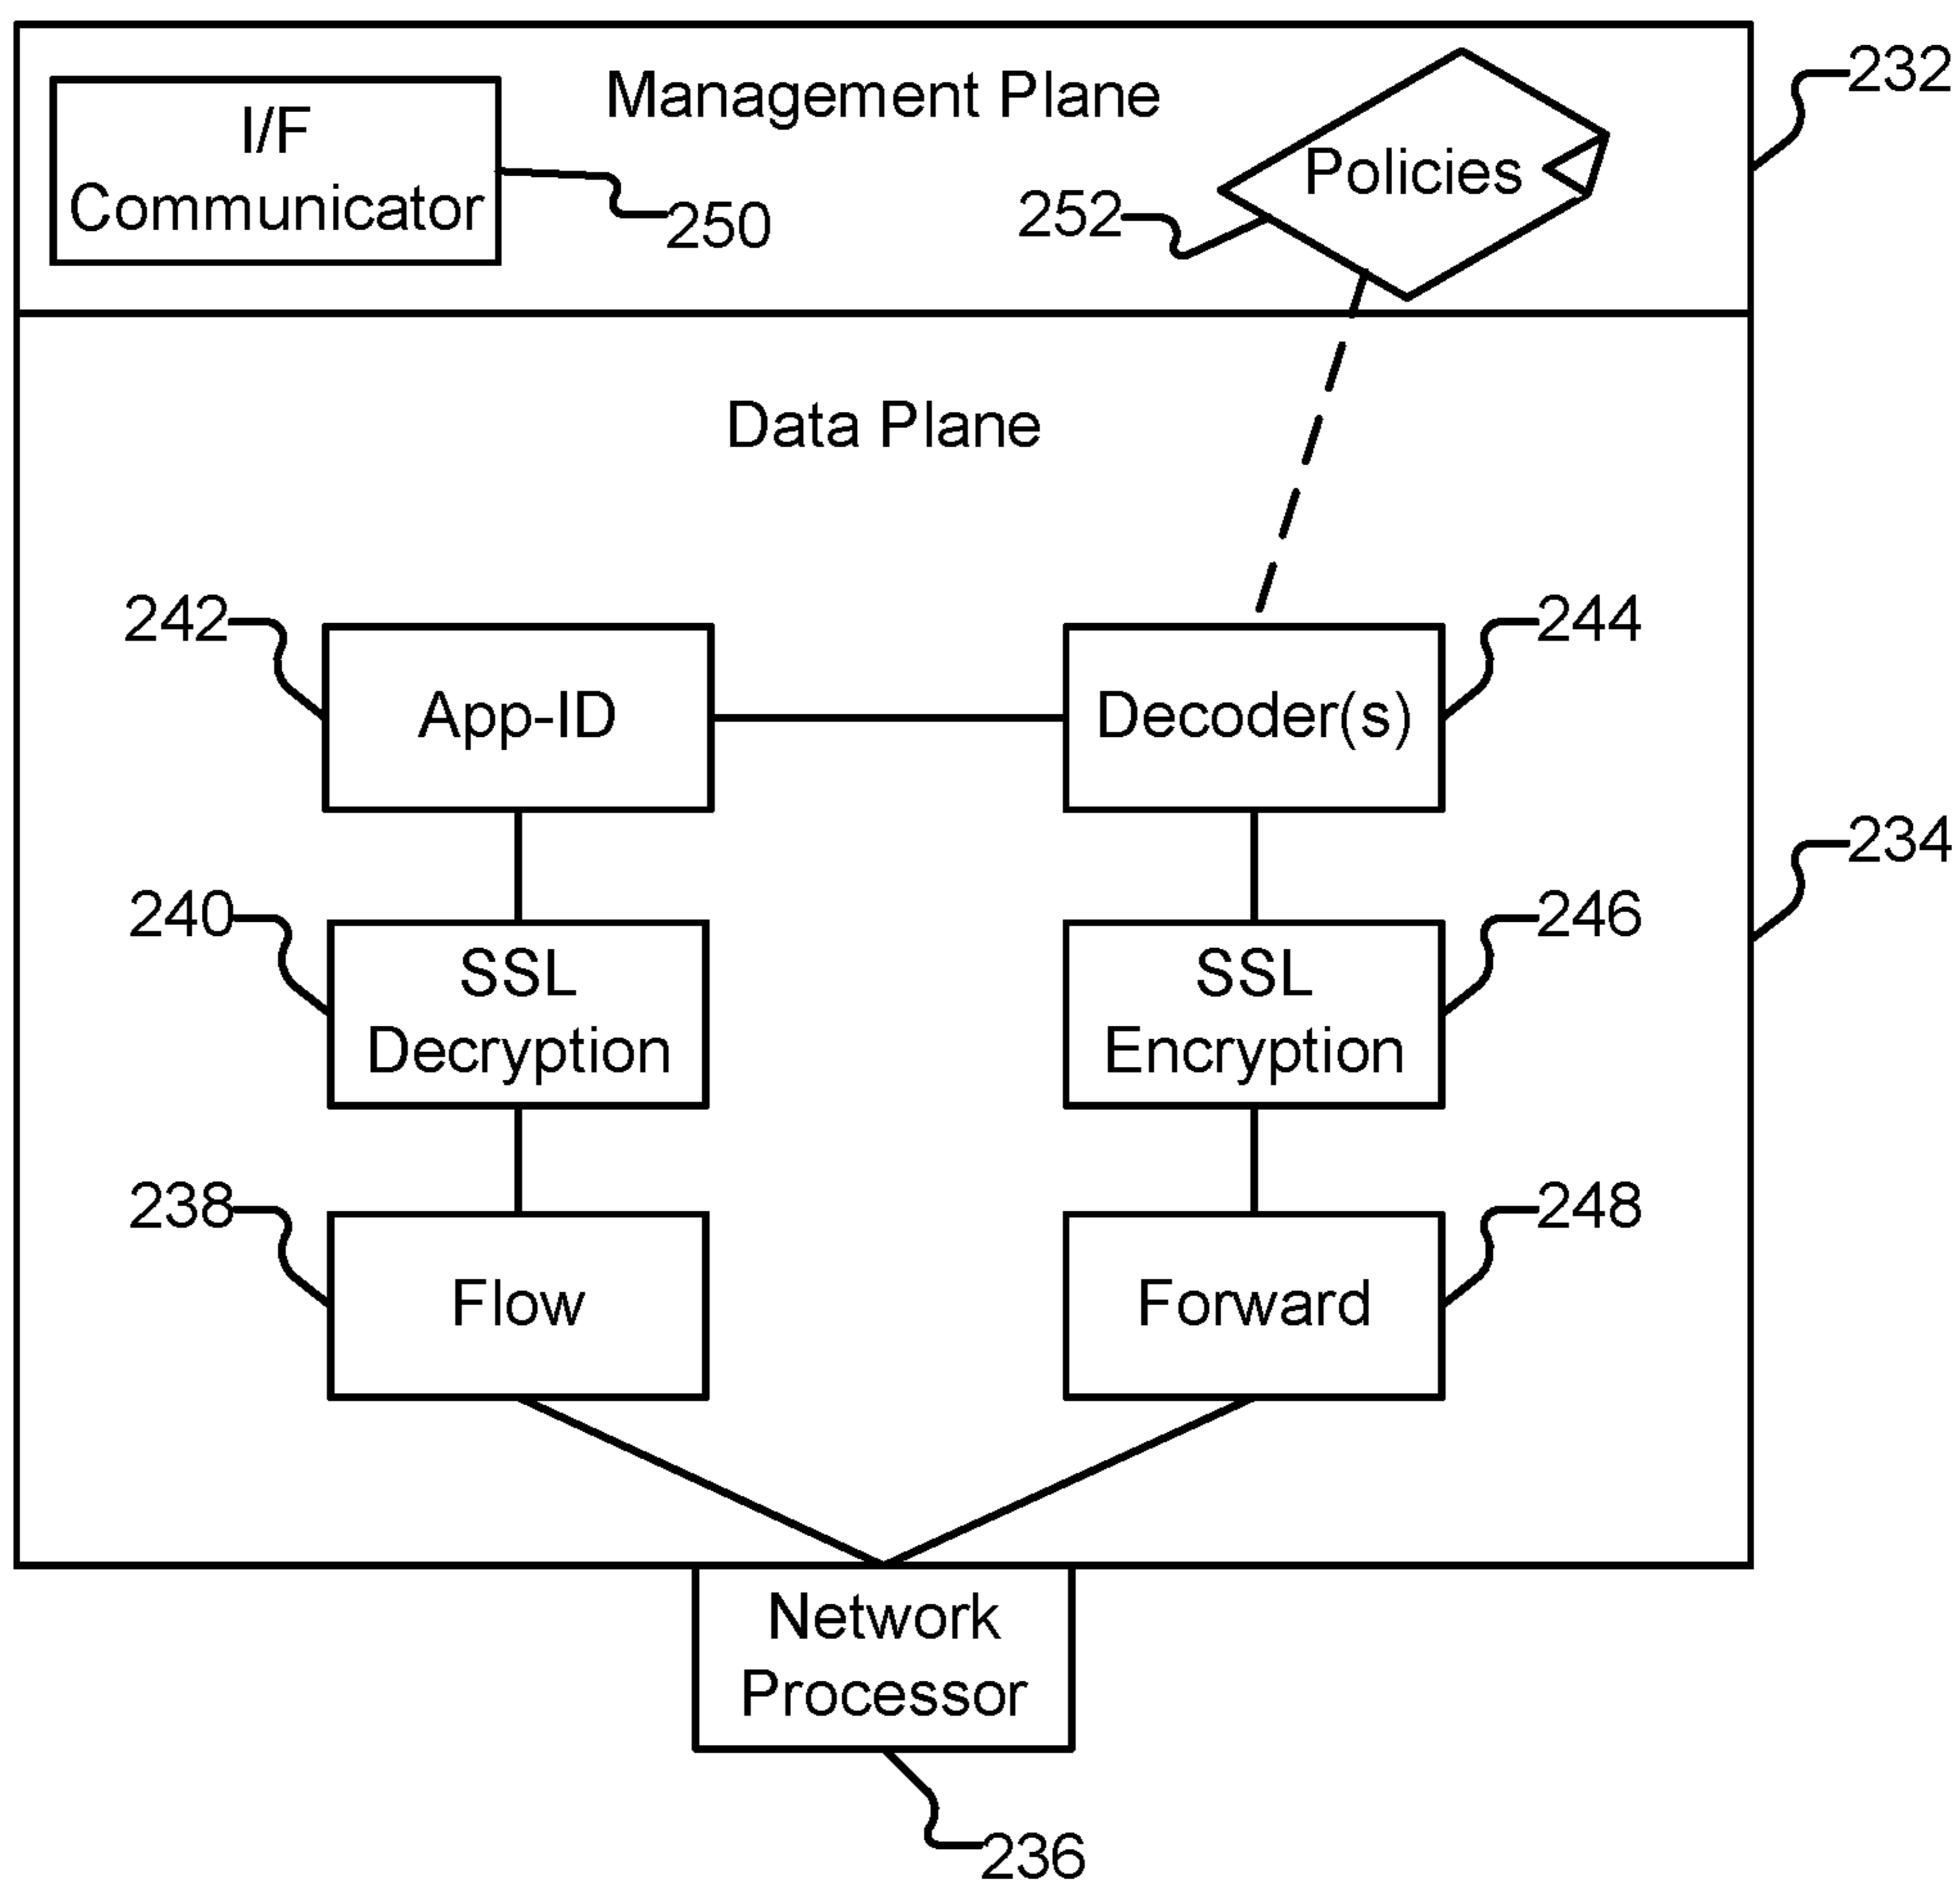 Management Plane
232
I/F
Communicator
250
Policies
252
Data Plane
242
App-ID
Decoder(s)
244
234
240
SSL
Decryption
SSL
Encryption
246
238
Flow
Forward
248
Network
Processor
236